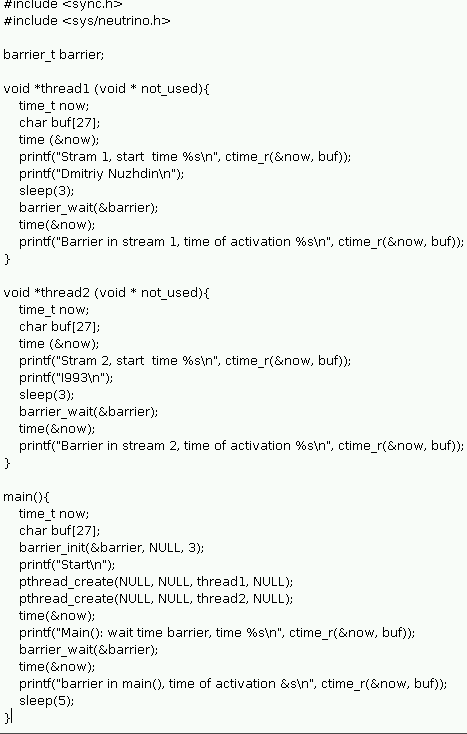 #include <sync.h>
#include <sys/neutrino.h>

barrier_t barrier;

void *thread1 (void * not_used){
    time_t now;
    char buf[27];
    time (&now);
    printf("Stram 1, start  time %s\n", ctime_r(&now, buf));
    printf("Dmitriy Nuzhdin\n");
    sleep(3);
    barrier_wait(&barrier);
    time(&now);
    printf("Barrier in stream 1, time of activation %s\n", ctime_r(&now, buf));
}

void *thread2 (void * not_used){
    time_t now;
    char buf[27];
    time (&now);
    printf("Stram 2, start  time %s\n", ctime_r(&now, buf));
    printf("I993\n");
    sleep(3);
    barrier_wait(&barrier);
    time(&now);
    printf("Barrier in stream 2, time of activation %s\n", ctime_r(&now, buf));
}

main(){
    time_t now;
    char buf[27];
    barrier_init(&barrier, NULL, 3);
    printf("Start\n");
    pthread_create(NULL, NULL, thread1, NULL);
    pthread_create(NULL, NULL, thread2, NULL);
    time(&now);
    printf("Main(): wait time barrier, time %s\n", ctime_r(&now, buf));
    barrier_wait(&barrier);
    time(&now);
    printf("barrier in main(), time of activation &s\n", ctime_r(&now, buf));
    sleep(5);
}